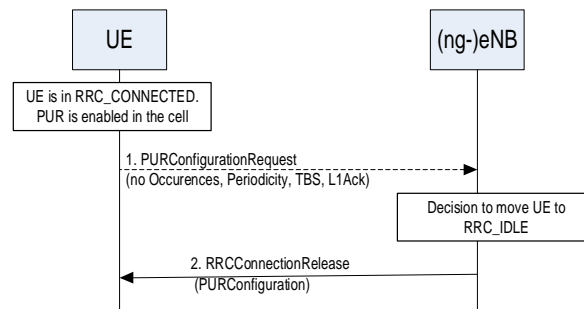 UE
(ng-)eNB
UE is in RRC_CONNECTED.
PUR is enabled in the cell
1. PURConfigurationRequest
(no Occurences, Periodicity, TBS, L1Ack)
Decision to move UE to
RRC_IDLE
2. RRCConnectionRelease
(PURConfiguration)